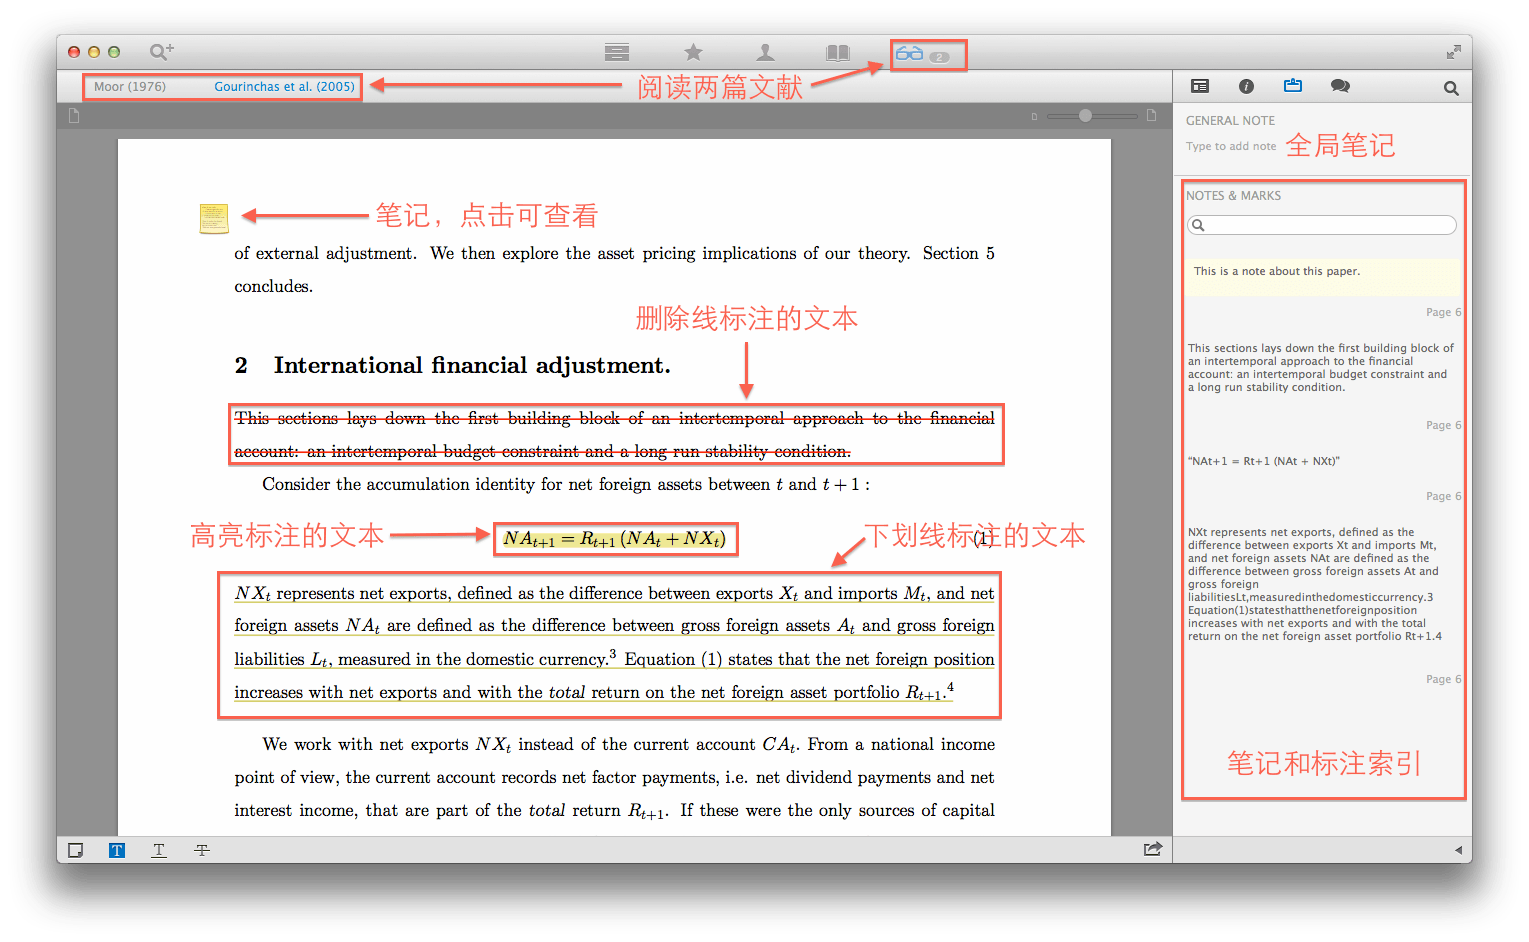 2
Moor (1976)
Gourinchas et al. (2005)
阅读两篇文献
笔记，点击可查看
of external adjustment. We then explore the asset pricing implications of our theory. Section 5
concludes.
删除线标注的文本
2 International financial adjustment.
This sections lays down the first building block of an intertemporal approach to the financial
account: an intertemporal budget constraint and a long run stability condition.
Consider the accumulation identity for net foreign assets between t and t + 1 :
高亮标注的文本
NA_{t+1} = R_{t+1} (NA_t + NX_t)
(1)
下划线标注的文本
NX_t represents net exports, defined as the difference between exports X_t and imports M_t, and net
foreign assets NA_t are defined as the difference between gross foreign assets A_t and gross foreign
liabilities L_t, measured in the domestic currency.³ Equation (1) states that the net foreign position
increases with net exports and with the total return on the net foreign asset portfolio R_{t+1}.⁴
We work with net exports NX_t instead of the current account CA_t. From a national income
point of view, the current account records net factor payments, i.e. net dividend payments and net
interest income, that are part of the total return R_{t+1}. If these were the only sources of capital
T
T
T
GENERAL NOTE
Type to add note
全局笔记
NOTES & MARKS
This is a note about this paper.
Page 6
This sections lays down the first building block of
an intertemporal approach to the financial
account: an intertemporal budget constraint and
a long run stability condition.
Page 6
“NAt+1 = Rt+1 (NAt + NXt)”
Page 6
NXt represents net exports, defined as the
difference between exports Xt and imports Mt,
and net foreign assets NAt are defined as the
difference between gross foreign assets At and
gross foreign
liabilitiesLt,measuredinthedomesticcurrency.3
Equation(1)statesthatthenetforeignposition
increases with net exports and with the total
return on the net foreign asset portfolio Rt+1.4
Page 6
笔记和标注索引